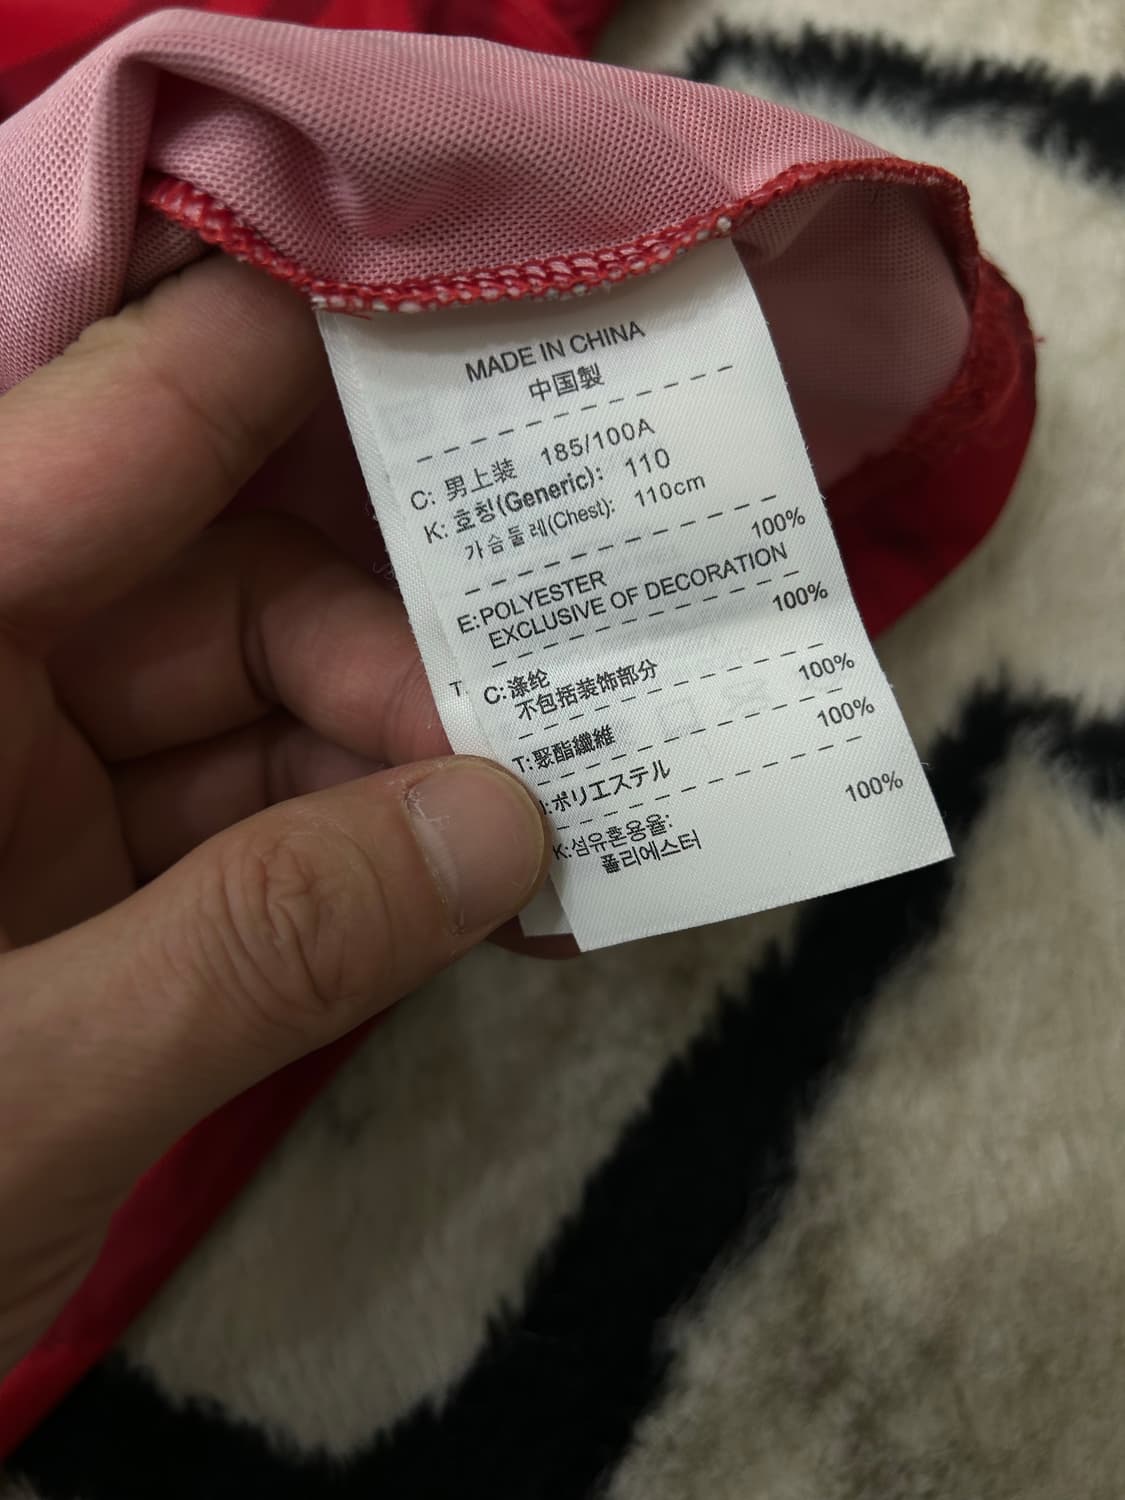 MADE IN CHINA
中国製
C: 男上装 185/100A
K: 호칭(Generic): 110
가슴둘레(Chest): 110cm
100%
E:POLYESTER
EXCLUSIVE OF DECORATION
100%
C:涤纶
不包括装饰部分
100%
T:聚酯纖維
100%
:ポリエステル
100%
K:섬유혼용율:
폴리에스터
T.